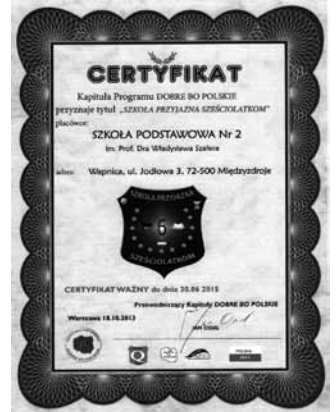 CERTYFIKAT
Kapituła Programu DOBRE BO POLSKIE
przyznaje tytuł „SZKOŁA PRZYJAZNA SZEŚCIOLATKOM"
placówce:
SZKOŁA PODSTAWOWA Nr 2
Im. Prof. Dra Władysława Szafera
adres: Wapnica, ul. Jodłowa 3, 72-500 Międzyzdroje
SZKOŁA PRZYJAZNA
6
SZEŚCIOLATKOM
CERTYFIKAT WAŻNY do dnia 30.06 2015
Przewodniczący Kapituły DOBRE BO POLSKIE
Warszawa 18.10.2013
JAN
Q